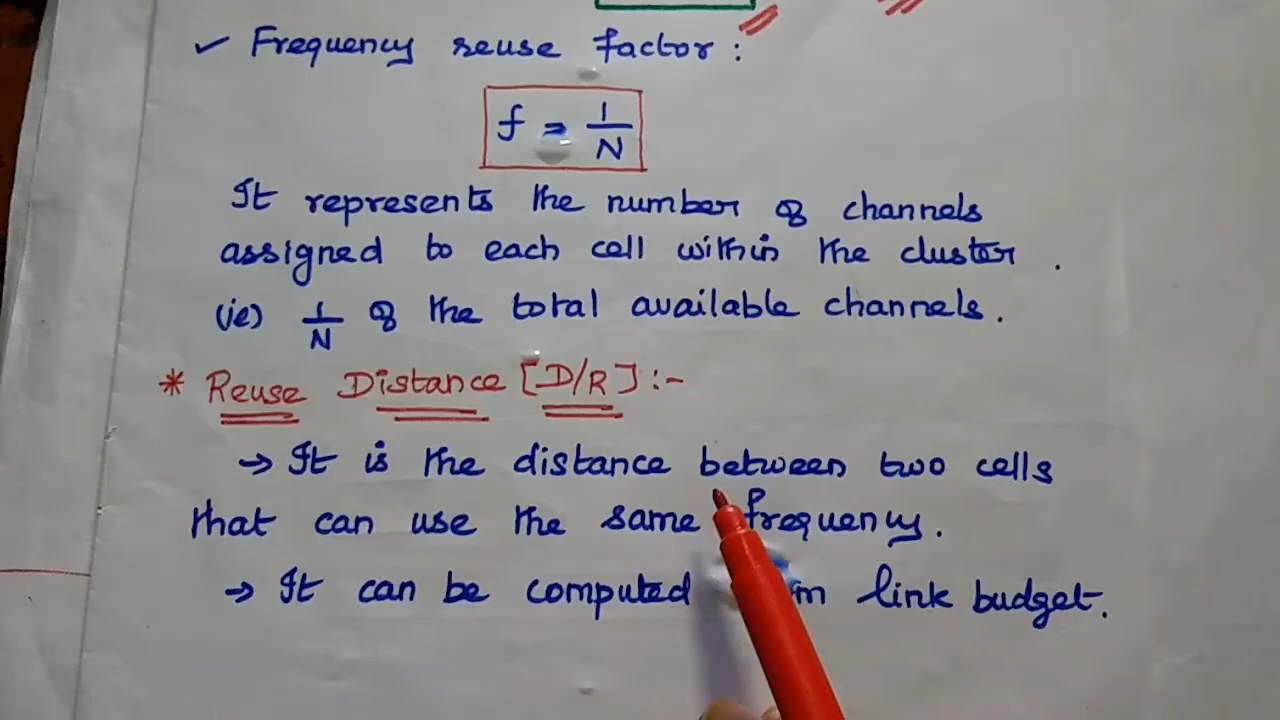 ✓ Frequency reuse factor :
f = 1/N
It represents the number of channels
assigned to each cell within the cluster.
(ie) 1/N of the total available channels.
* Reuse Distance [D/R] :-
→ It is the distance between two cells
that can use the same frequency.
→ It can be computed link budget.